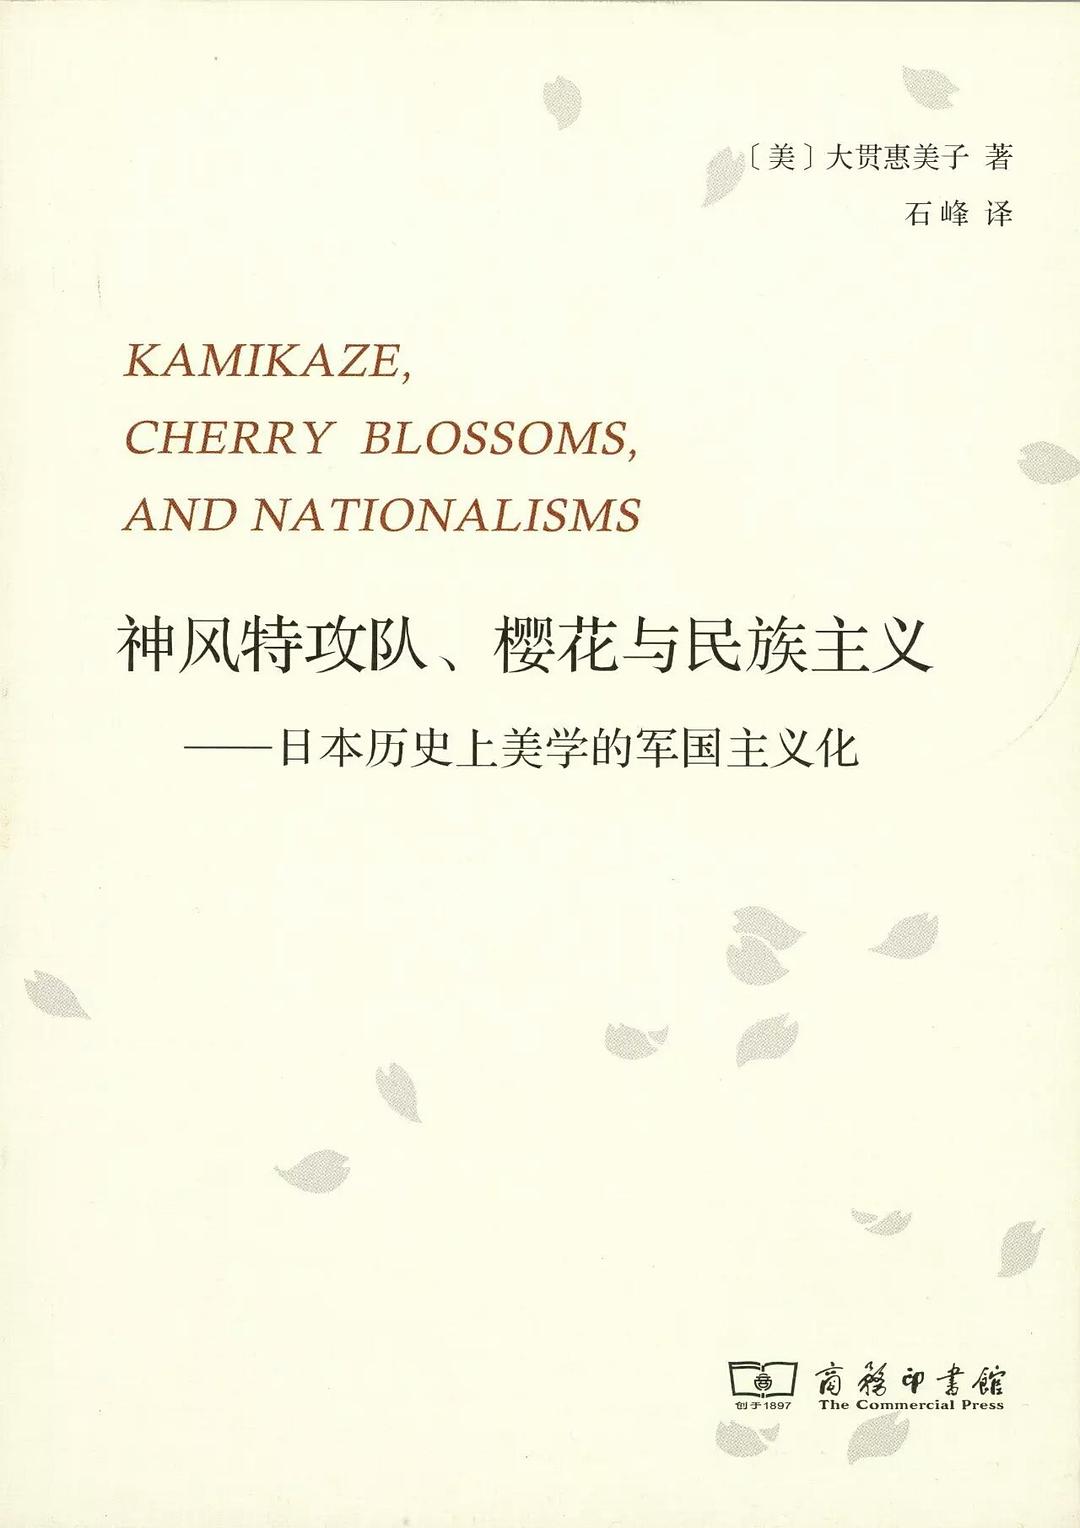 〔美〕大贯惠美子 著
石峰 译
KAMIKAZE,
CHERRY BLOSSOMS,
AND NATIONALISMS
神风特攻队、樱花与民族主义
——日本历史上美学的军国主义化
创于1897
商務印書館
The Commercial Press